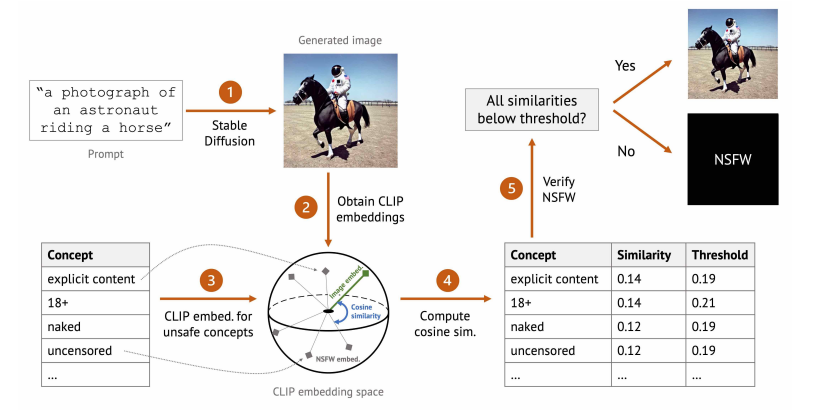 Generated image
"a photograph of
an astronaut
riding a horse"
Prompt
1
Stable
Diffusion
2
Obtain CLIP
embeddings
Concept
explicit content
18+
naked
uncensored
...
3
CLIP embed. for
unsafe concepts
Image embed.
Cosine
similarity
NSFW embed.
CLIP embedding space
4
Compute
cosine sim.
Concept Similarity Threshold
explicit content 0.14 0.19
18+ 0.14 0.21
naked 0.12 0.19
uncensored 0.12 0.19
... ... ...
5
Verify
NSFW
All similarities
below threshold?
Yes
No
NSFW